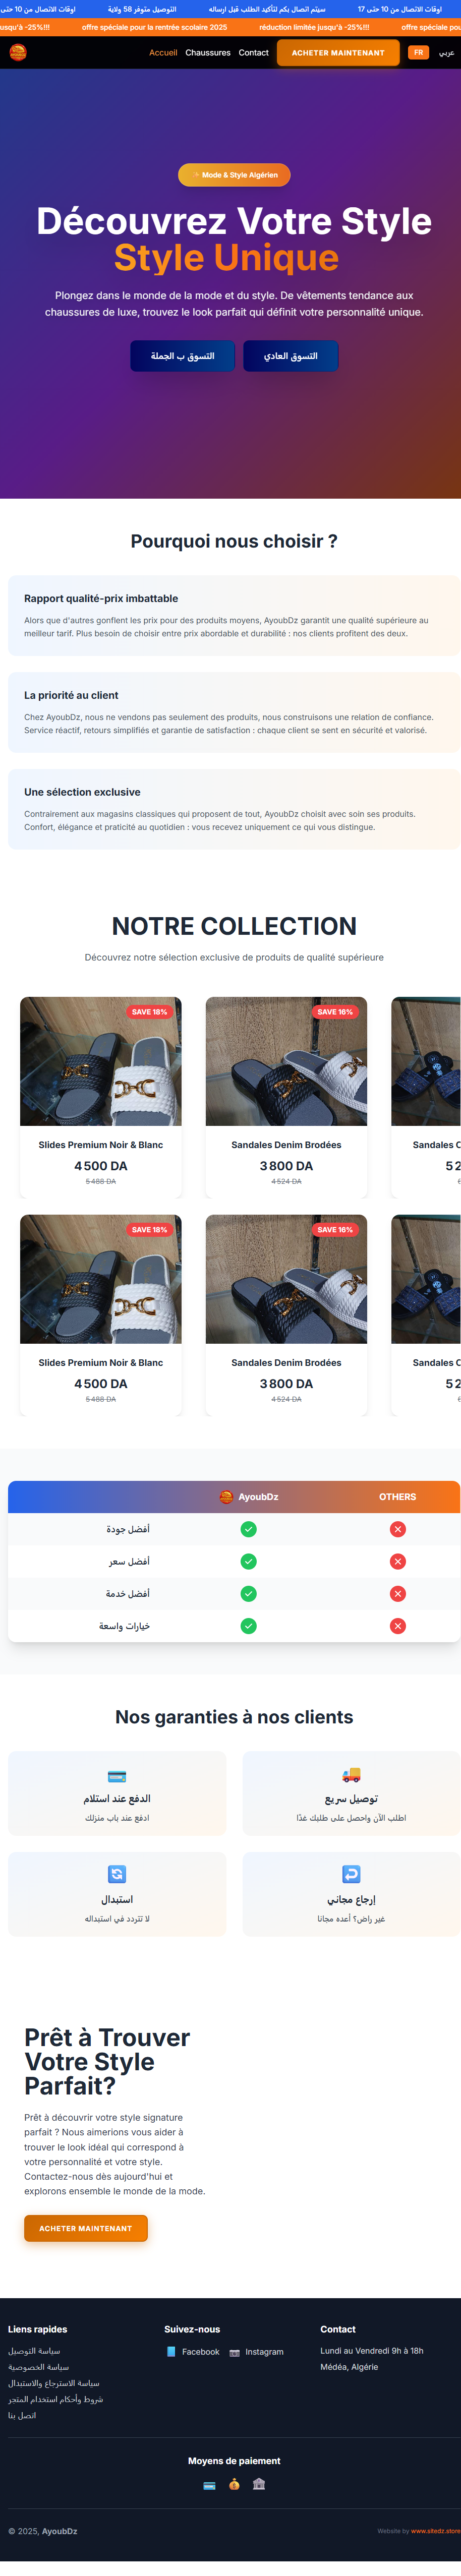 اوقات الاتصال من 10 حتى
التوصيل متوفر 58 ولاية
سيتم اتصال بكم لتأكيد الطلب قبل ارساله
اوقات الاتصال من 10 حتى 17
jusqu'à -25%!!!
offre spéciale pour la rentrée scolaire 2025
réduction limitée jusqu'à -25%!!!
offre spéciale
Accueil
Chaussures
Contact
ACHETER MAINTENANT
FR
عربي
Mode & Style Algérien
Découvrez Votre Style
Style Unique
Plongez dans le monde de la mode et du style. De vêtements tendance aux
chaussures de luxe, trouvez le look parfait qui définit votre personnalité unique.
التسوق ب الجملة
التسوق العادي
Pourquoi nous choisir ?
Rapport qualité-prix imbattable
Alors que d'autres gonflent les prix pour des produits moyens, AyoubDz garantit une qualité supérieure au
meilleur tarif. Plus besoin de choisir entre prix abordable et durabilité : nos clients profitent des deux.
La priorité au client
Chez AyoubDz, nous ne vendons pas seulement des produits, nous construisons une relation de confiance.
Service réactif, retours simplifiés et garantie de satisfaction : chaque client se sent en sécurité et valorisé.
Une sélection exclusive
Contrairement aux magasins classiques qui proposent de tout, AyoubDz choisit avec soin ses produits.
Confort, élégance et praticité au quotidien : vous recevez uniquement ce qui vous distingue.
NOTRE COLLECTION
Découvrez notre sélection exclusive de produits de qualité supérieure
SAVE 18%
Slides Premium Noir & Blanc
4 500 DA
5 488 DA
SAVE 16%
Sandales Denim Brodées
3 800 DA
4 524 DA
Sandales
5 2
SAVE 18%
Slides Premium Noir & Blanc
4 500 DA
5 488 DA
SAVE 16%
Sandales Denim Brodées
3 800 DA
4 524 DA
Sandales
5 2
AyoubDz
OTHERS
أفضل جودة
أفضل سعر
أفضل خدمة
خيارات واسعة
Nos garanties à nos clients
الدفع عند استلام
ادفع عند باب منزلك
توصيل سريع
اطلب الآن واحصل على طلبك غدًا
استبدال
لا تتردد في استبداله
إرجاع مجاني
غير راض؟ أعده مجانا
Prêt à Trouver
Votre Style
Parfait?
Prêt à découvrir votre style signature
parfait ? Nous aimerions vous aider à
trouver le look idéal qui correspond à
votre personnalité et votre style.
Contactez-nous dès aujourd'hui et
explorons ensemble le monde de la mode.
ACHETER MAINTENANT
Liens rapides
سياسة التوصيل
سياسة الخصوصية
سياسة الاسترجاع والاستبدال
شروط وأحكام استخدام المتجر
اتصل بنا
Suivez-nous
Facebook
Instagram
Contact
Lundi au Vendredi 9h à 18h
Médéa, Algérie
Moyens de paiement
© 2025, AyoubDz
Website by www.sitedz.store